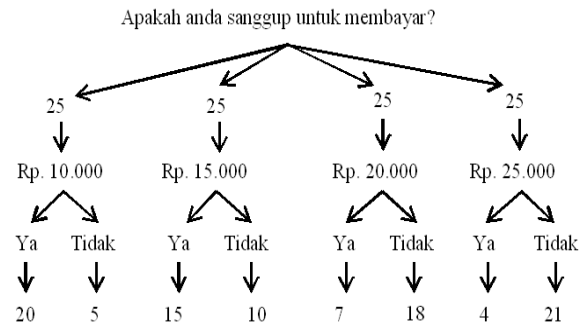 Apakah anda sanggup untuk membayar?
25 25 25 25
Rp. 10.000 Rp. 15.000 Rp. 20.000 Rp. 25.000
Ya Tidak Ya Tidak Ya Tidak Ya Tidak
20 5 15 10 7 18 4 21